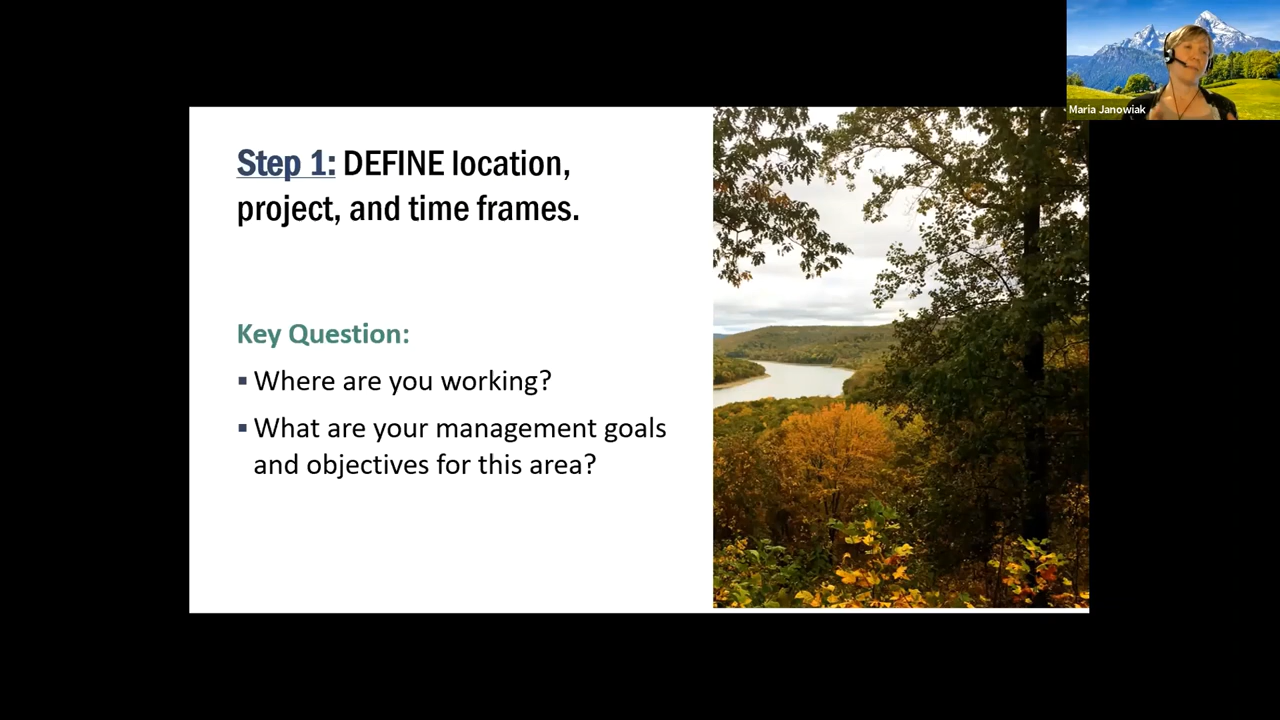 Maria Janowiak
Step 1: DEFINE location,
project, and time frames.
Key Question:
▪ Where are you working?
▪ What are your management goals
and objectives for this area?